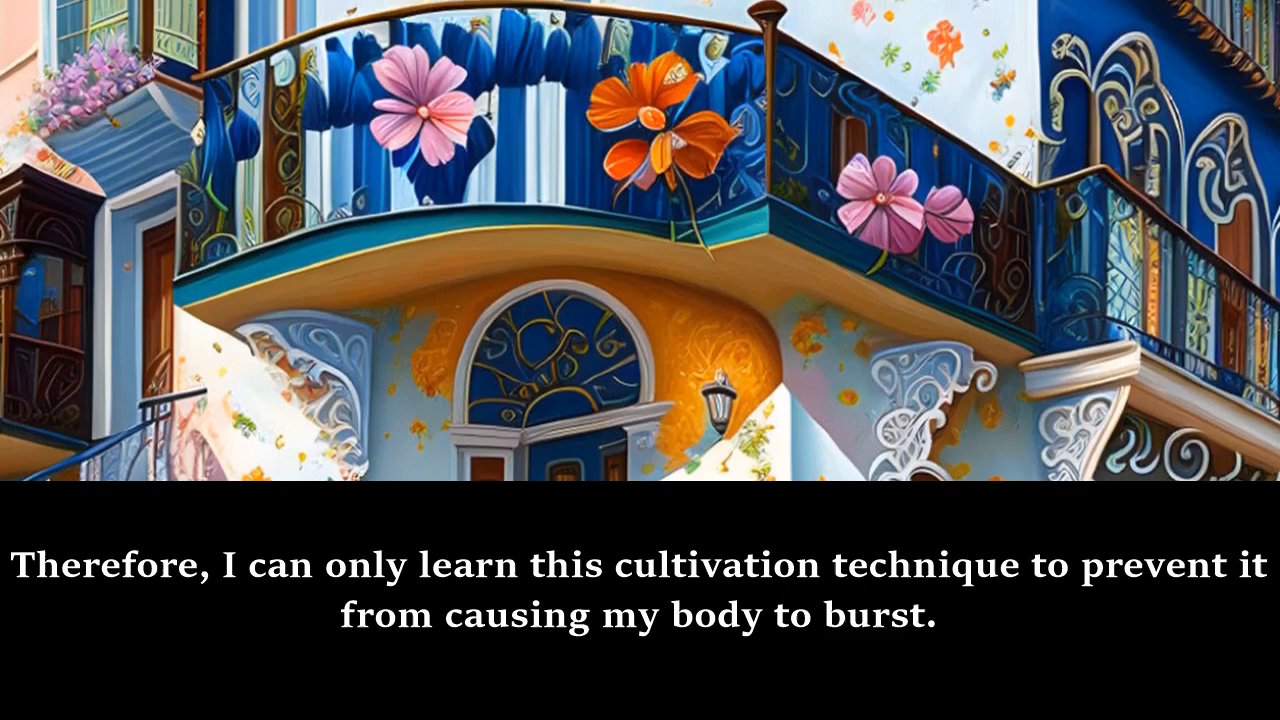 Therefore, I can only learn this cultivation technique to prevent it
from causing my body to burst.